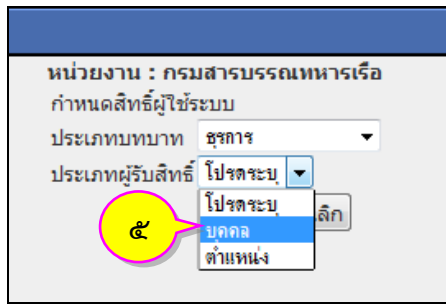 หน่วยงาน : กรมสารบรรณทหารเรือ
กำหนดสิทธิ์ผู้ใช้ระบบ
ประเภทบทบาท ธุรการ
ประเภทผู้รับสิทธิ์ โปรดระบุ
โปรดระบุ
ลิก
๕ บุคคล
ตำแหน่ง